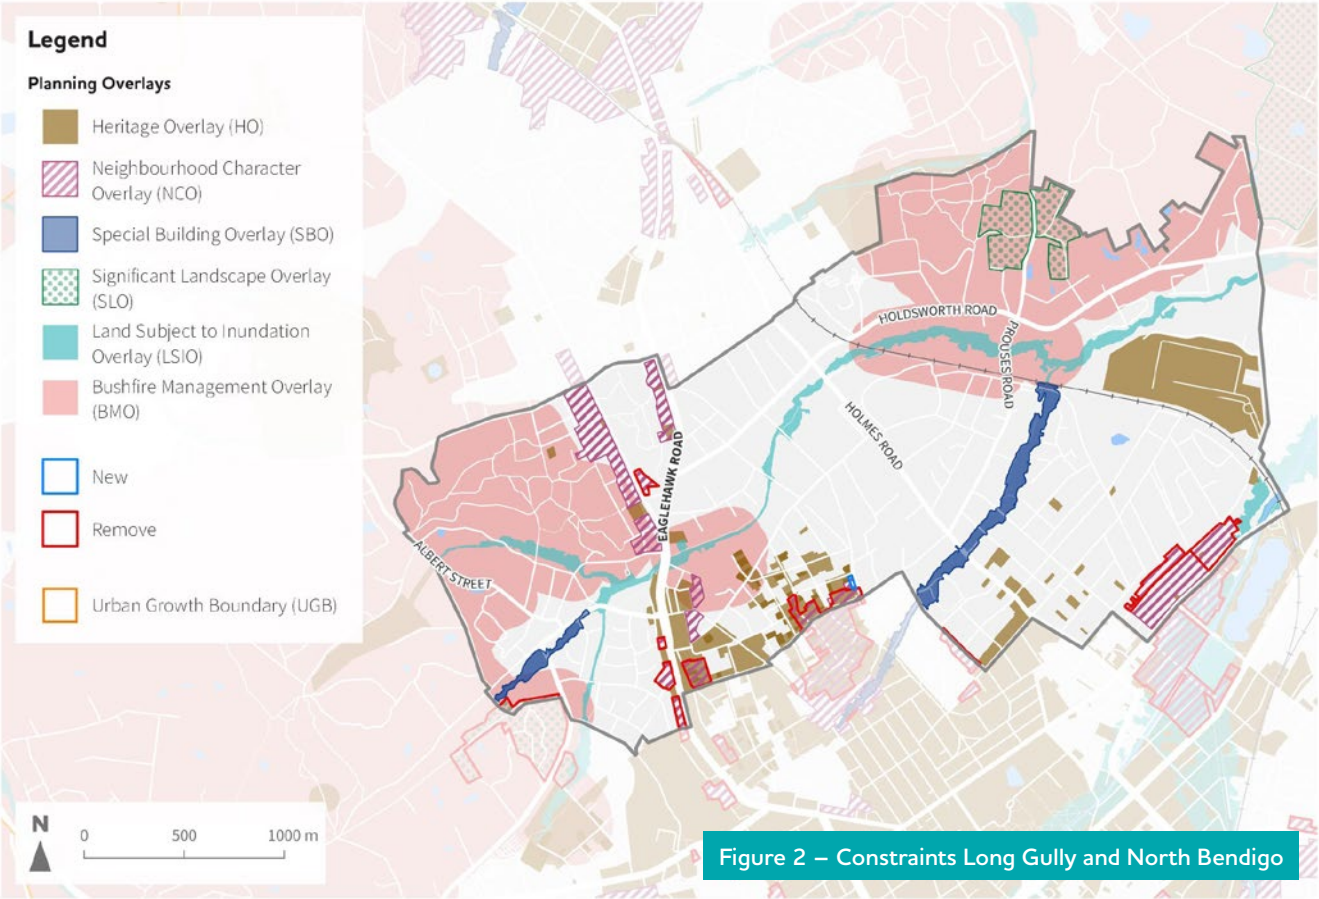 Legend
Planning Overlays
Heritage Overlay (HO)
Neighbourhood Character
Overlay (NCO)
Special Building Overlay (SBO)
Significant Landscape Overlay
(SLO)
Land Subject to Inundation
Overlay (LSIO)
Bushfire Management Overlay
(BMO)
New
Remove
Urban Growth Boundary (UGB)
HOLDSWORTH ROAD
PROUSES ROAD
HOLMES ROAD
EAGLEHAWK ROAD
ALBERT STREET
N
0 500 1000 m
Figure 2 – Constraints Long Gully and North Bendigo